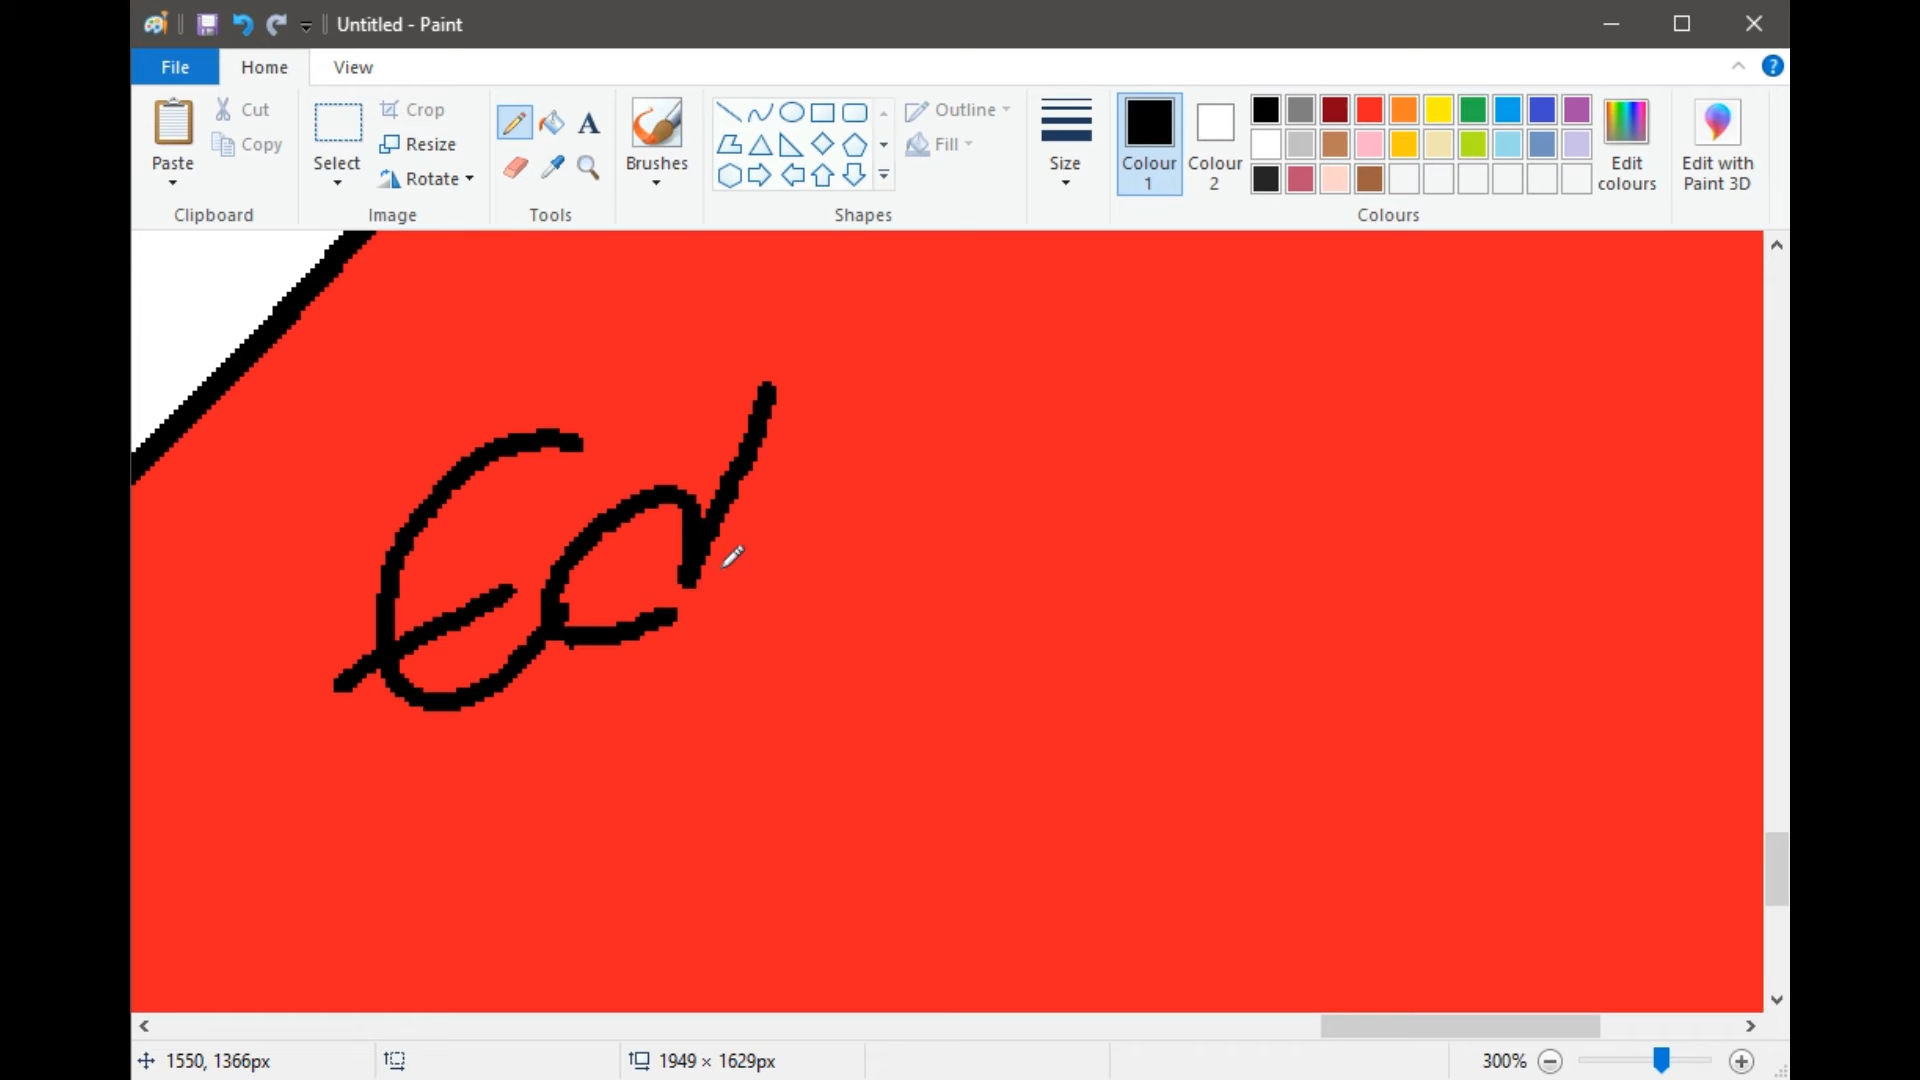 Untitled - Paint
File Home View
Paste
Cut
Copy
Clipboard
Select
Crop
Resize
Rotate
Image
Tools
Brushes
Shapes
Outline
Fill
Size
Colour 1
Colour 2
Edit colours
Colours
Edit with Paint 3D
Ed
1550, 1366px
1949 × 1629px
300%